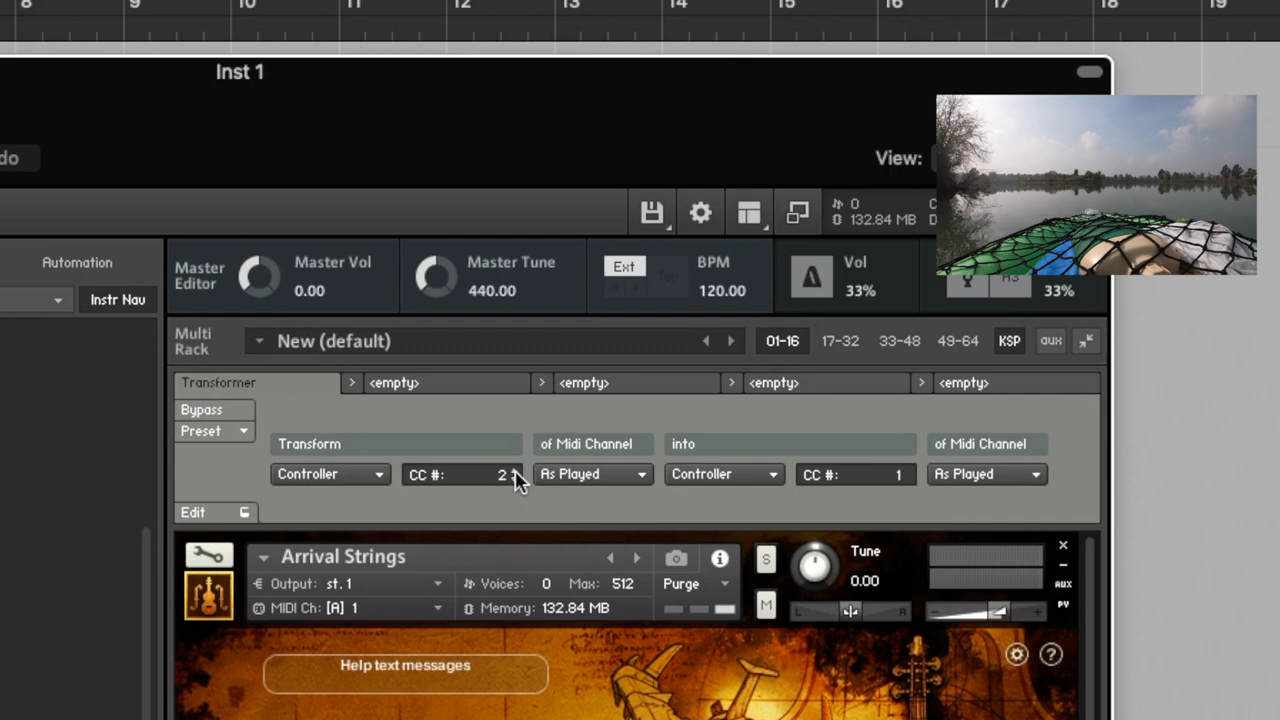 8 9 10 11 12 13 14 15 16 17 18 19
Inst 1
do
View:
0
132.84 MB
Automation
Instr Nav
Master Editor
Master Vol
0.00
Master Tune
440.00
Ext
Tap
BPM
120.00
Vol
33%
33%
Multi Rack
New (default)
01-16 17-32 33-48 49-64 KSP aux
Transformer > <empty> > <empty> > <empty> > <empty>
Bypass
Preset
Transform of Midi Channel into of Midi Channel
Controller CC #: 2 As Played Controller CC #: 1 As Played
Edit
Arrival Strings
Output: st. 1
Voices: 0 Max: 512 Purge
MIDI Ch: [A] 1
Memory: 132.84 MB
S
M
Tune
0.00
L R
- +
X
-
AUX
PV
Help text messages
?